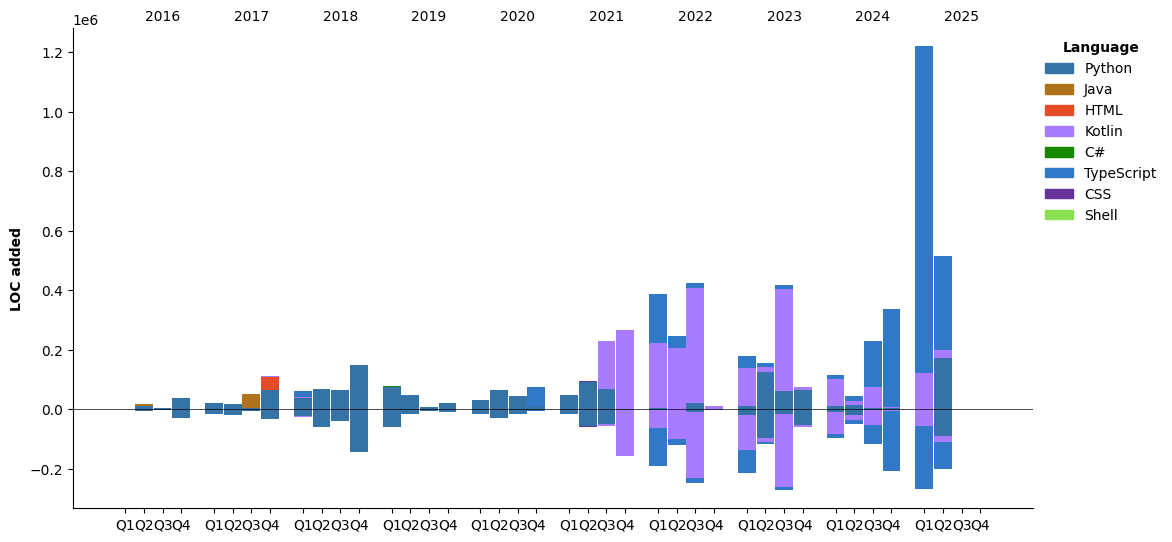 2016 2017 2018 2019 2020 2021 2022 2023 2024 2025
1e6
Language
Python
Java
HTML
Kotlin
C#
TypeScript
CSS
Shell
1.2
1.0
0.8
0.6
0.4
0.2
0.0
−0.2
LOC added
Q1Q2Q3Q4 Q1Q2Q3Q4 Q1Q2Q3Q4 Q1Q2Q3Q4 Q1Q2Q3Q4 Q1Q2Q3Q4 Q1Q2Q3Q4 Q1Q2Q3Q4 Q1Q2Q3Q4 Q1Q2Q3Q4